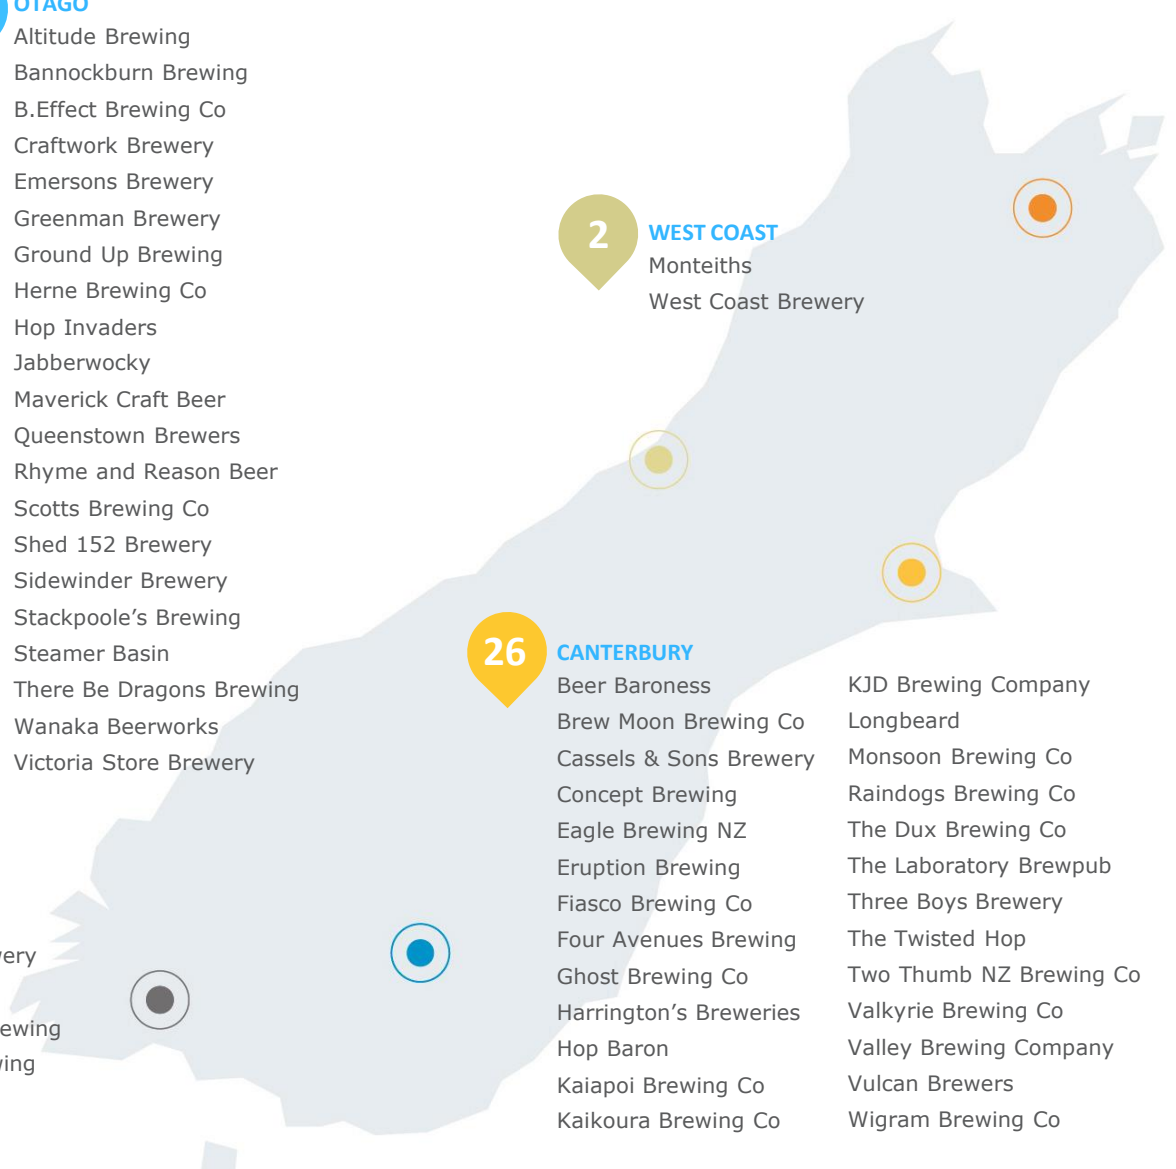 OTAGO
Altitude Brewing
Bannockburn Brewing
B.Effect Brewing Co
Craftwork Brewery
Emersons Brewery
Greenman Brewery
Ground Up Brewing
Herne Brewing Co
Hop Invaders
Jabberwocky
Maverick Craft Beer
Queenstown Brewers
Rhyme and Reason Beer
Scotts Brewing Co
Shed 152 Brewery
Sidewinder Brewery
Stackpoole’s Brewing
Steamer Basin
There Be Dragons Brewing
Wanaka Beerworks
Victoria Store Brewery
2
WEST COAST
Monteiths
West Coast Brewery
26
CANTERBURY
Beer Baroness
Brew Moon Brewing Co
Cassels & Sons Brewery
Concept Brewing
Eagle Brewing NZ
Eruption Brewing
Fiasco Brewing Co
Four Avenues Brewing
Ghost Brewing Co
Harrington’s Breweries
Hop Baron
Kaiapoi Brewing Co
Kaikoura Brewing Co
KJD Brewing Company
Longbeard
Monsoon Brewing Co
Raindogs Brewing Co
The Dux Brewing Co
The Laboratory Brewpub
Three Boys Brewery
The Twisted Hop
Two Thumb NZ Brewing Co
Valkyrie Brewing Co
Valley Brewing Company
Vulcan Brewers
Wigram Brewing Co